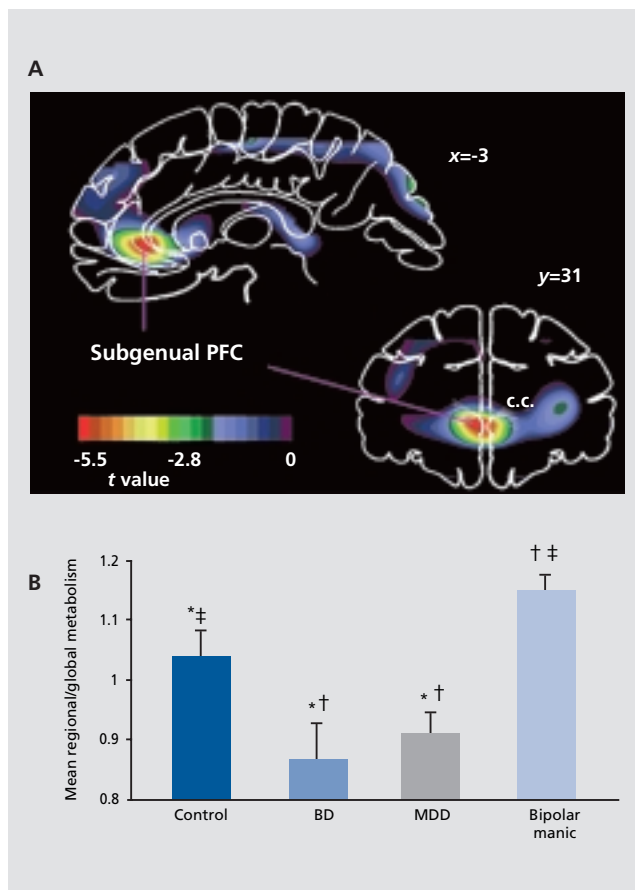 A
x=-3
y=31
Subgenual PFC
c.c.
-5.5 -2.8 0
t value
B
Mean regional/global metabolism
1.2
1.1
1
0.9
0.8
*‡
*†
* †
† ‡
Control BD MDD Bipolar
manic